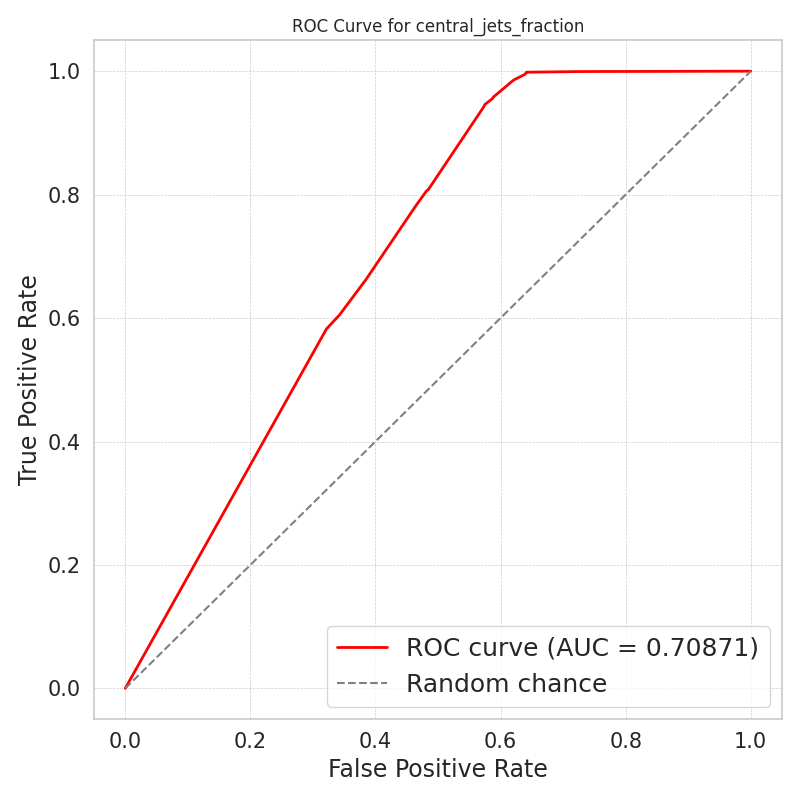 ROC Curve for central_jets_fraction
True Positive Rate
1.0
0.8
0.6
0.4
0.2
0.0
ROC curve (AUC = 0.70871)
Random chance
0.0 0.2 0.4 0.6 0.8 1.0
False Positive Rate